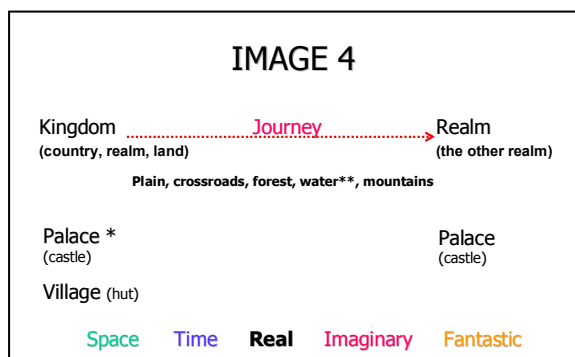 IMAGE 4
Kingdom Journey Realm
(country, realm, land) (the other realm)
Plain, crossroads, forest, water**, mountains
Palace * Palace
(castle) (castle)
Village (hut)
Space Time Real Imaginary Fantastic